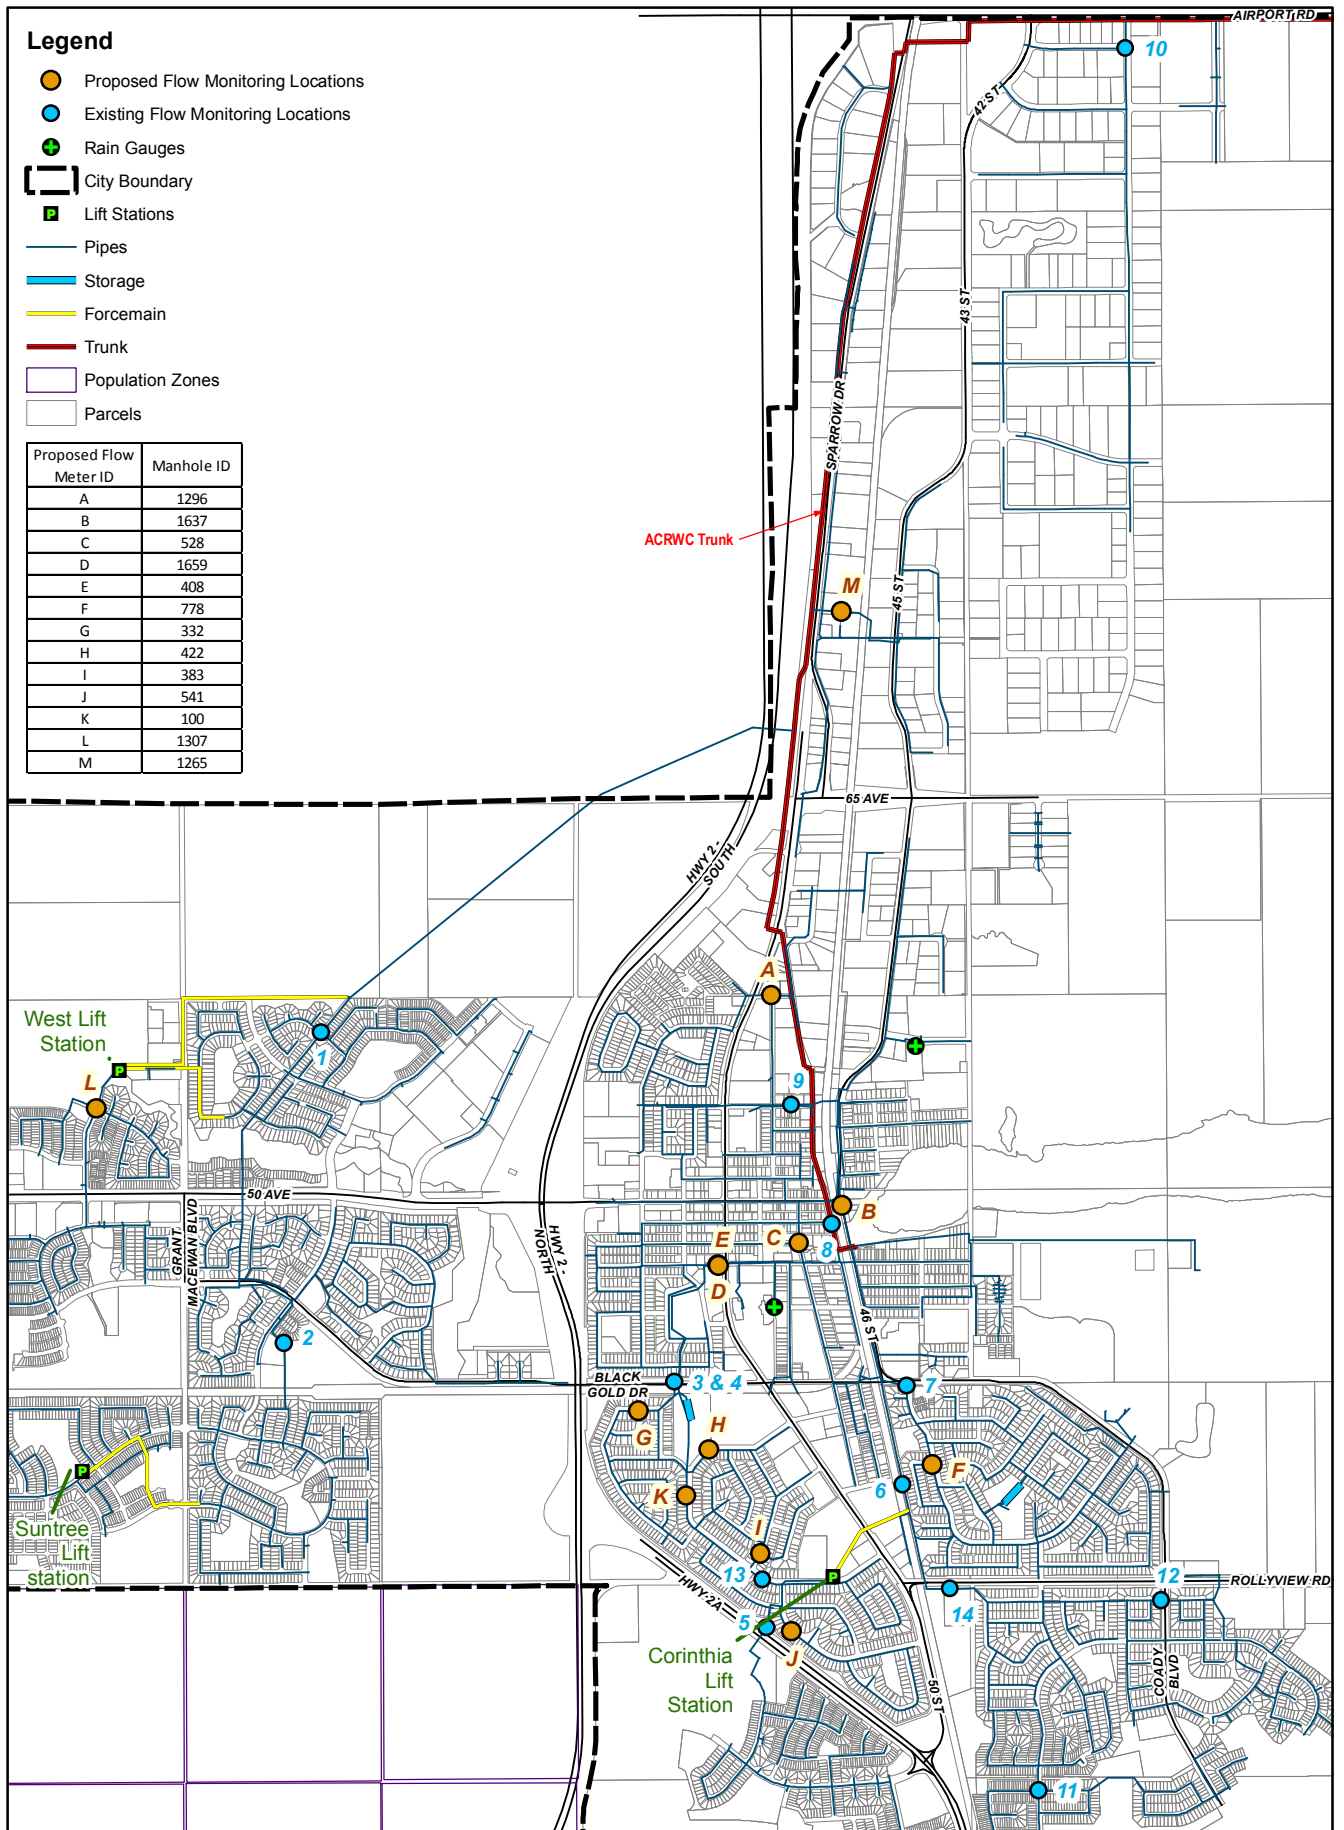 Legend
Proposed Flow Monitoring Locations
Existing Flow Monitoring Locations
Rain Gauges
City Boundary
P Lift Stations
Pipes
Storage
Forcemain
Trunk
Population Zones
Parcels
Proposed Flow Meter ID Manhole ID
A 1296
B 1637
C 528
D 1659
E 408
F 778
G 332
H 422
I 383
J 541
K 100
L 1307
M 1265
AIRPORT RD
10
42 ST
43 ST
SPARROW DR
ACRWC Trunk
M
45 ST
65 AVE
HWY 2 -
SOUTH
A
West Lift
Station
P
L
1
9
50 AVE
GRANT
MACEWAN BLVD
HWY 2 -
NORTH
B
8
C
E
D
46 ST
2
BLACK
GOLD DR
3 & 4
7
G
H
F
6
K
P
Suntree
Lift
station
I
13
P
HWY 2A
5
J
Corinthia
Lift
Station
14
12
ROLLYVIEW RD
COADY
BLVD
50 ST
11